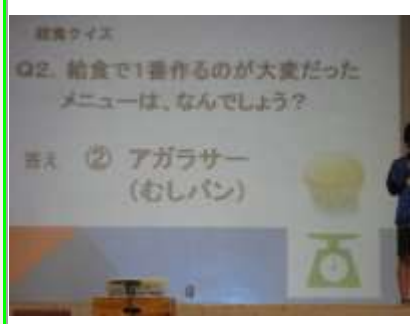 給食クイズ
Q2. 給食で1番作るのが大変だった
メニューは、なんでしょう？
答え ② アガラサー
（むしパン）